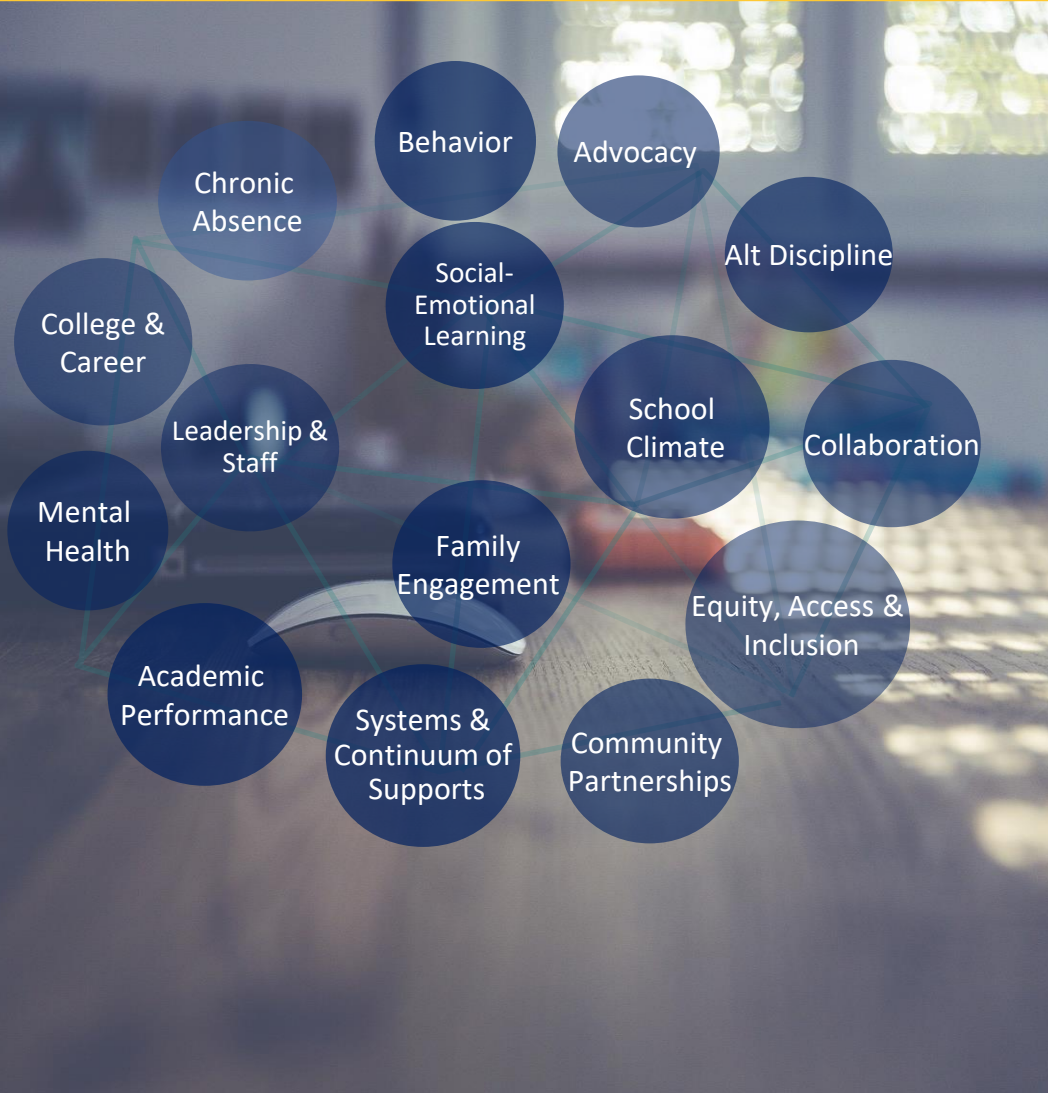 Behavior
Advocacy
Chronic
Absence
Alt Discipline
Social-
Emotional
Learning
College &
Career
School
Climate
Leadership &
Staff
Collaboration
Mental
Health
Family
Engagement
Equity, Access &
Inclusion
Academic
Performance
Systems &
Continuum of
Supports
Community
Partnerships